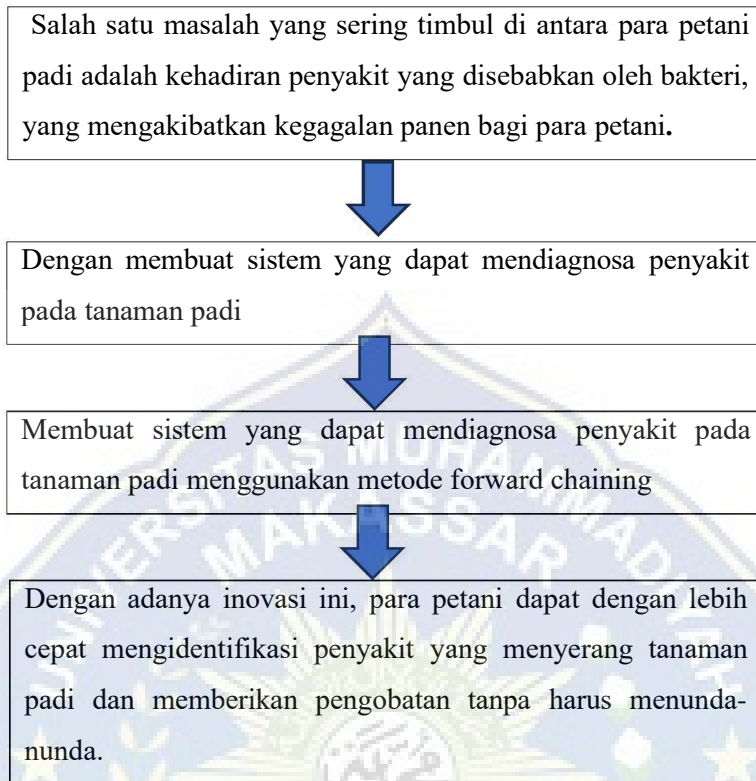 Salah satu masalah yang sering timbul di antara para petani
padi adalah kehadiran penyakit yang disebabkan oleh bakteri,
yang mengakibatkan kegagalan panen bagi para petani.
Dengan membuat sistem yang dapat mendiagnosa penyakit
pada tanaman padi
Membuat sistem yang dapat mendiagnosa penyakit pada
tanaman padi menggunakan metode forward chaining
UNIVERSITAS MUHAMMADIYAH
MAKASSAR
Dengan adanya inovasi ini, para petani dapat dengan lebih
cepat mengidentifikasi penyakit yang menyerang tanaman
padi dan memberikan pengobatan tanpa harus menunda-
nunda.